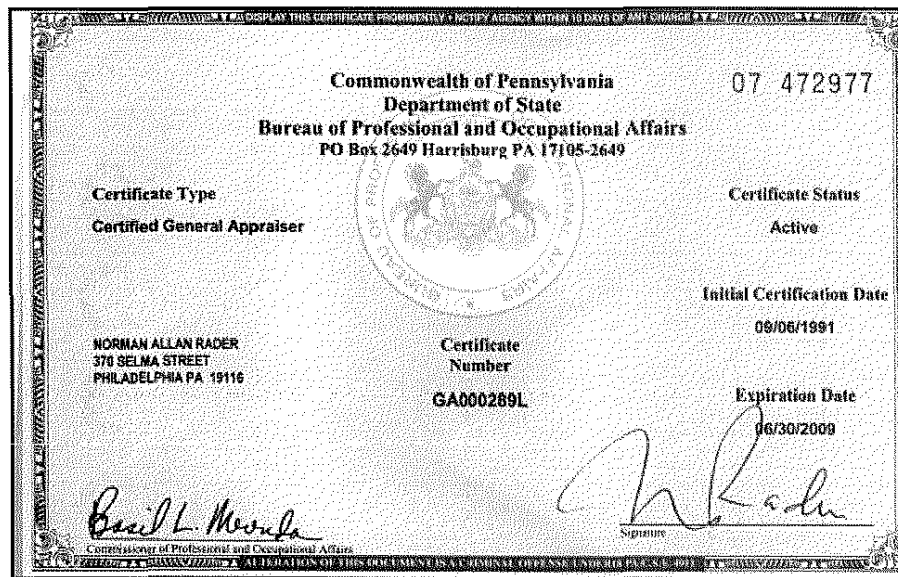 DISPLAY THIS CERTIFICATE PROMINENTLY • NOTIFY AGENCY WITHIN 10 DAYS OF ANY CHANGE
Commonwealth of Pennsylvania
Department of State
Bureau of Professional and Occupational Affairs
PO Box 2649 Harrisburg PA 17105-2649
07 472977
Certificate Type
Certified General Appraiser
Certificate Status
Active
Initial Certification Date
09/06/1991
NORMAN ALLAN RADER
370 SELMA STREET
PHILADELPHIA PA 19116
Certificate
Number
GA000289L
Expiration Date
06/30/2009
Basil L. Merenda
Commissioner of Professional and Occupational Affairs
N Rader
Signature
ALTERATION OF THIS DOCUMENT IS A CRIMINAL OFFENSE UNDER 18 PA.C.S.